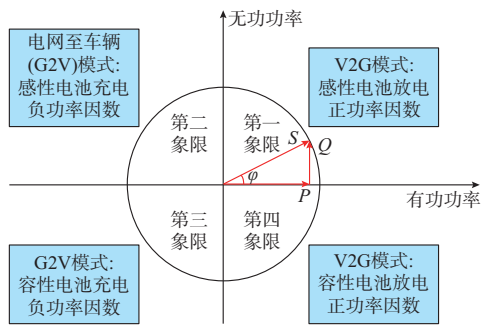 无功功率
电网至车辆
(G2V)模式:
感性电池充电
负功率因数
V2G模式:
感性电池放电
正功率因数
第二
象限
第一
象限
S
Q
φ
P
有功功率
第三
象限
第四
象限
G2V模式:
容性电池充电
负功率因数
V2G模式:
容性电池放电
正功率因数